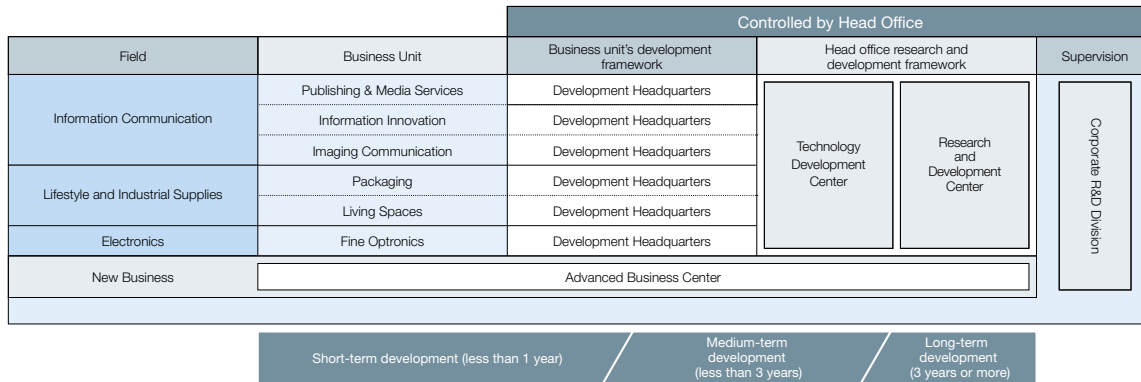 Controlled by Head Office
Field
Business Unit
Business unit's development
framework
Head office research and
development framework
Supervision
Information Communication
Publishing & Media Services
Development Headquarters
Information Innovation
Development Headquarters
Imaging Communication
Development Headquarters
Lifestyle and Industrial Supplies
Packaging
Development Headquarters
Living Spaces
Development Headquarters
Electronics
Fine Optronics
Development Headquarters
Technology
Development
Center
Research
and
Development
Center
Corporate R&D Division
New Business
Advanced Business Center
Short-term development (less than 1 year)
Medium-term
development
(less than 3 years)
Long-term
development
(3 years or more)